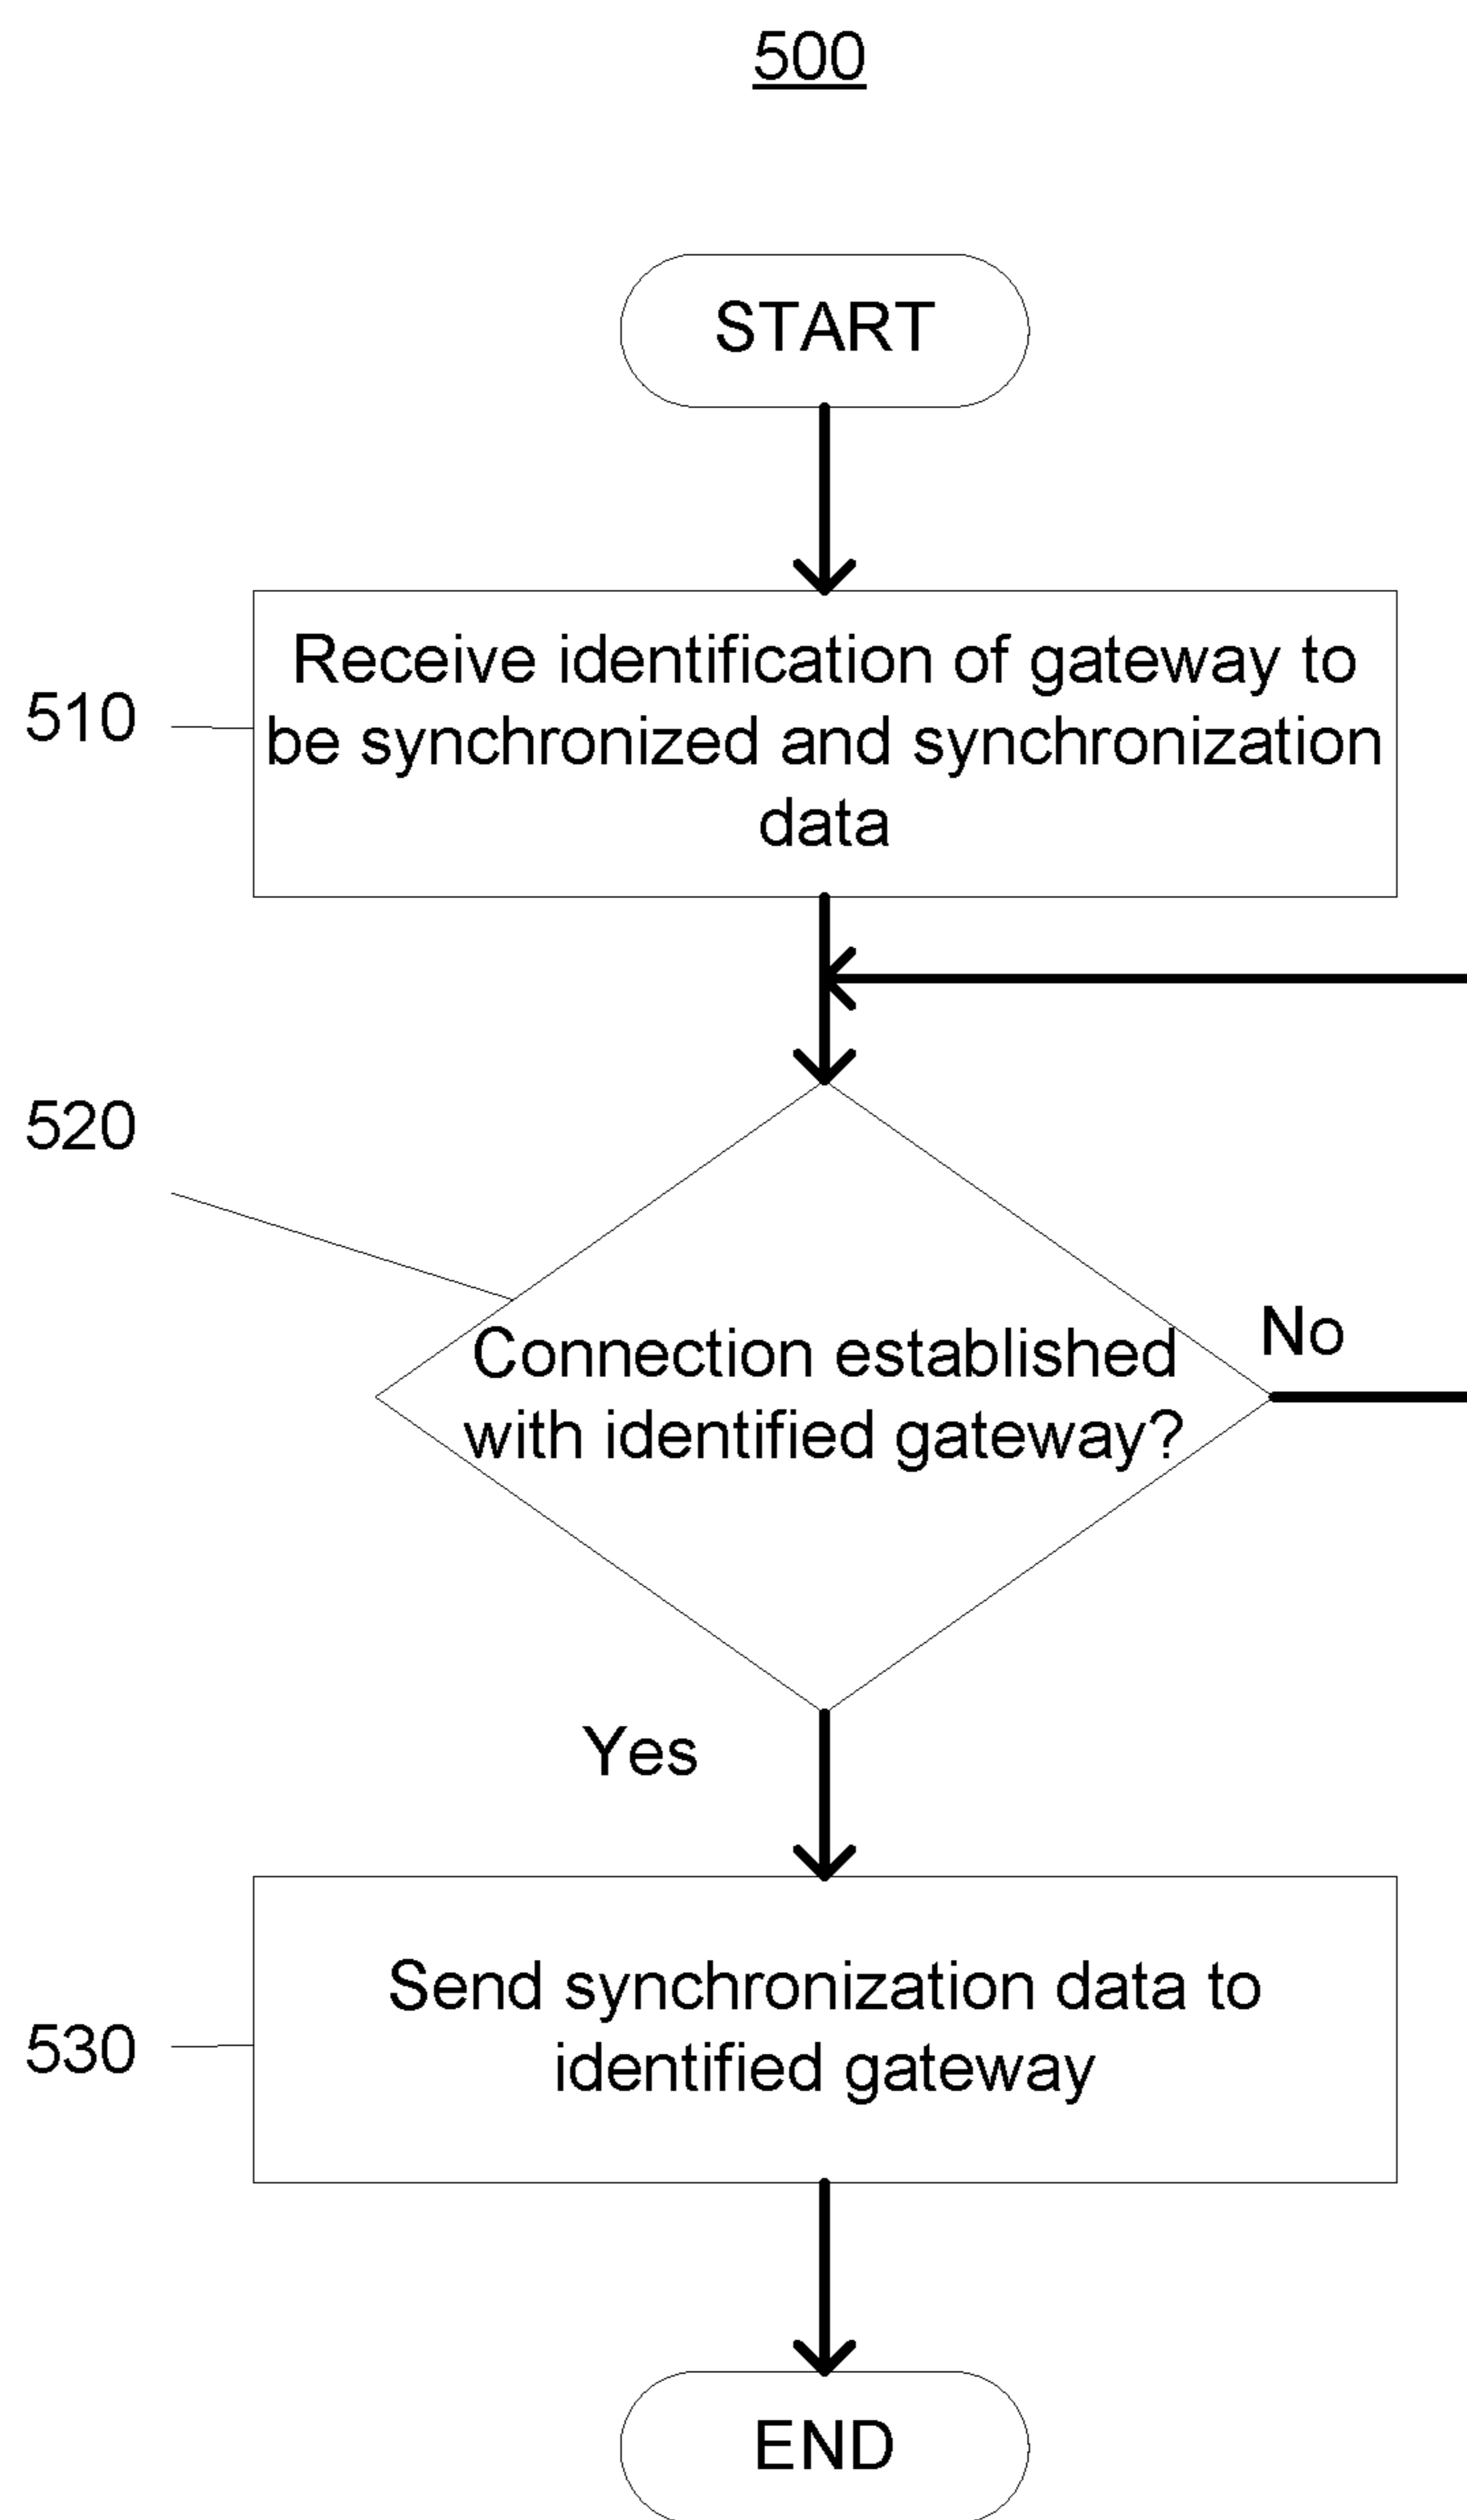 500
START
Receive identification of gateway to
be synchronized and synchronization
data
510
520
Connection established
with identified gateway?
No
Yes
Send synchronization data to
identified gateway
530
END